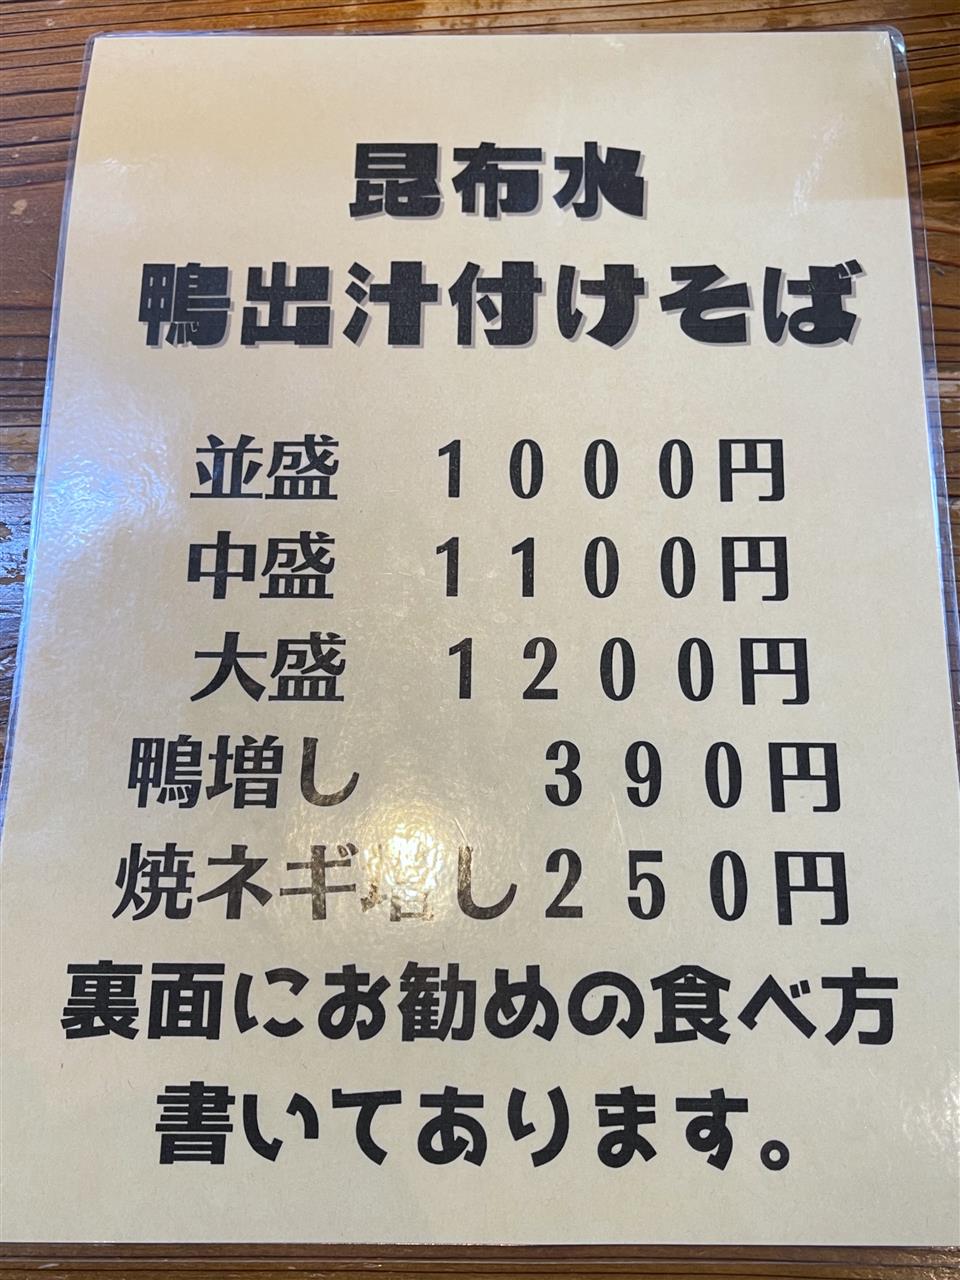 昆布水
鴨出汁付けそば
並盛　１０００円
中盛　１１００円
大盛　１２００円
鴨増し　３９０円
焼ネギ増し２５０円
裏面にお勧めの食べ方
書いてあります。